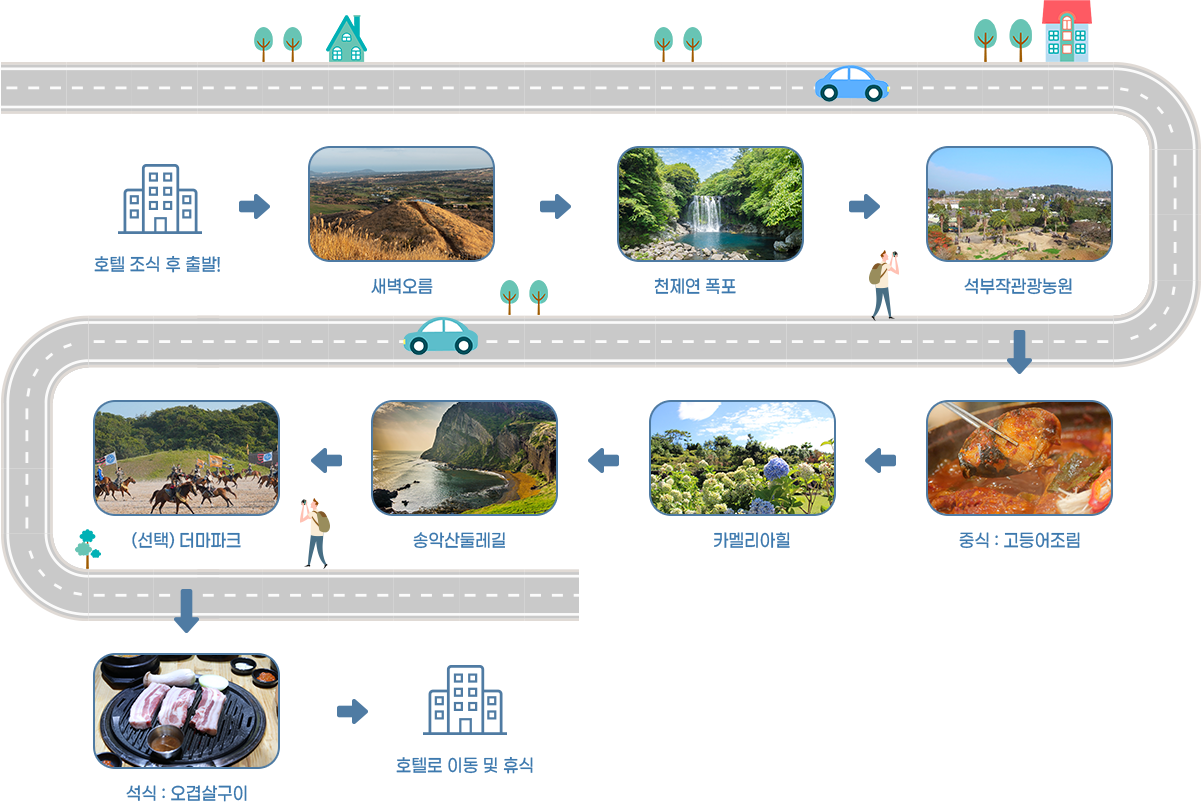 호텔 조식 후 출발!
새벽오름
천제연 폭포
석부작관광농원
중식 : 고등어조림
카멜리아힐
송악산둘레길
(선택) 더마파크
석식 : 오겹살구이
호텔로 이동 및 휴식